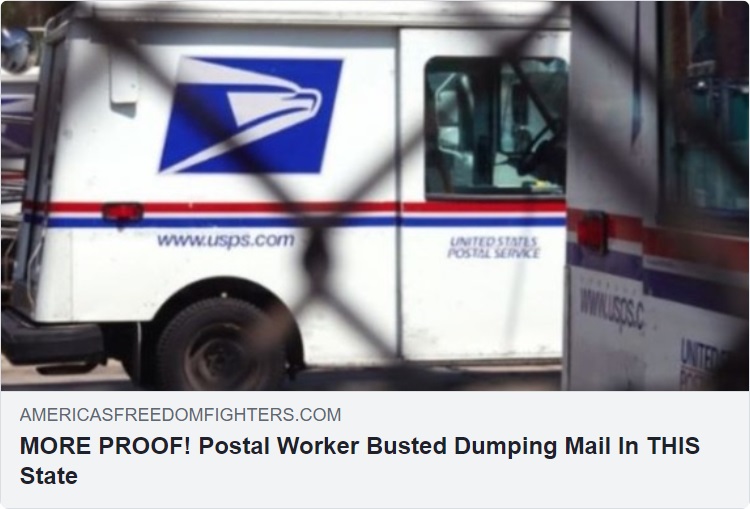 www.usps.com
UNITED STATES
POSTAL SERVICE
WWW.USPS.C
UNITED
AMERICASFREEDOMFIGHTERS.COM
MORE PROOF! Postal Worker Busted Dumping Mail In THIS
State